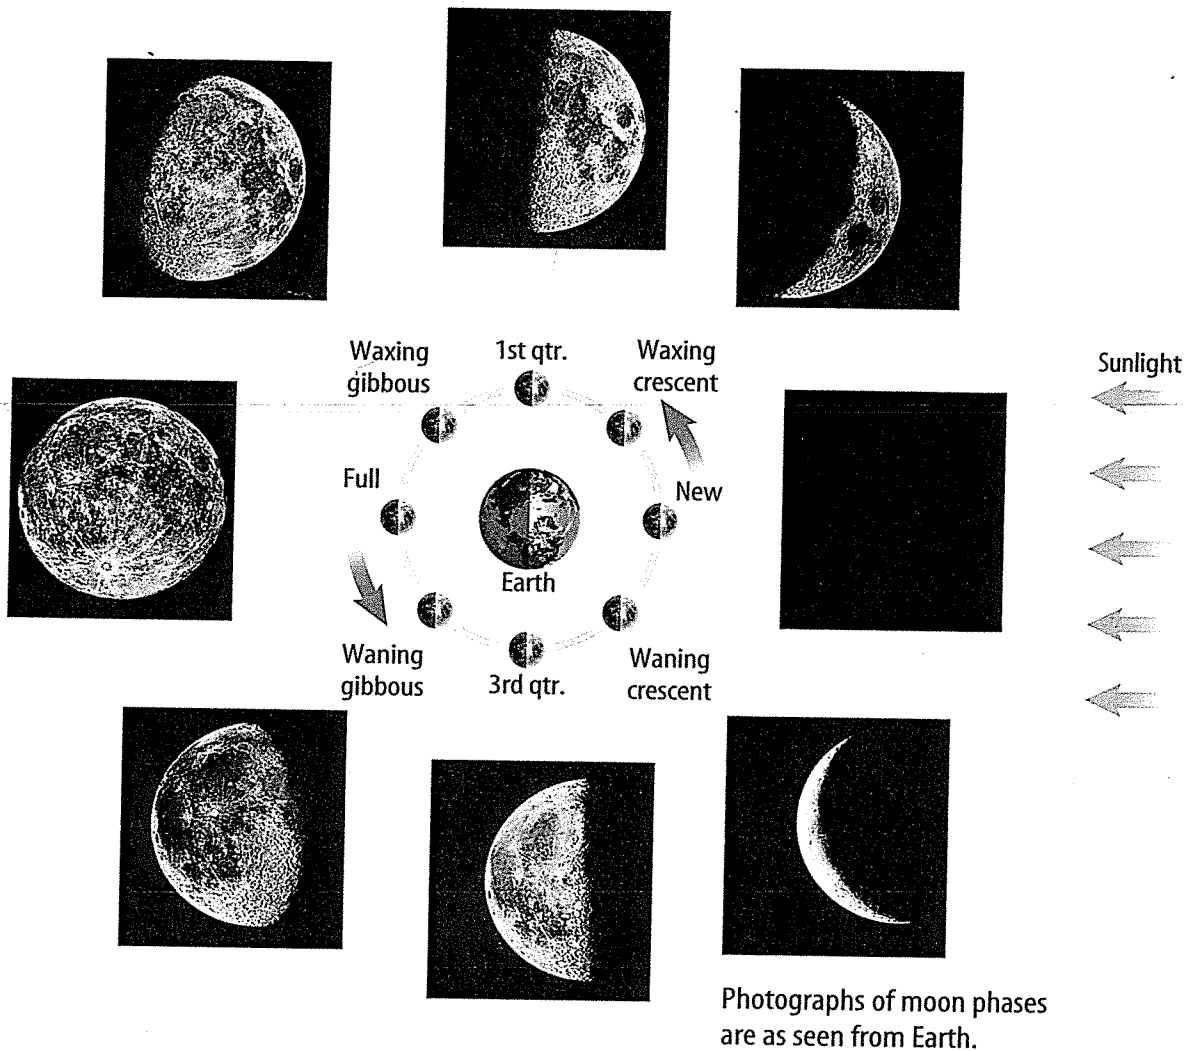 Waxing
gibbous
1st qtr.
Waxing
crescent
Sunlight
Full
New
Earth
Waning
gibbous
3rd qtr.
Waning
crescent
Photographs of moon phases
are as seen from Earth.